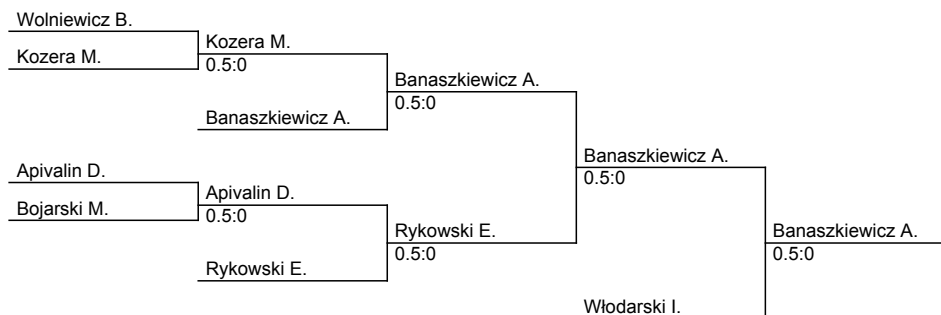 Wolniewicz B.
Kozera M.
Kozera M.
0.5:0
Banaszkiewicz A.
Banaszkiewicz A.
0.5:0
Apivalin D.
Bojarski M.
Apivalin D.
0.5:0
Rykowski E.
Rykowski E.
0.5:0
Banaszkiewicz A.
0.5:0
Włodarski I.
Banaszkiewicz A.
0.5:0